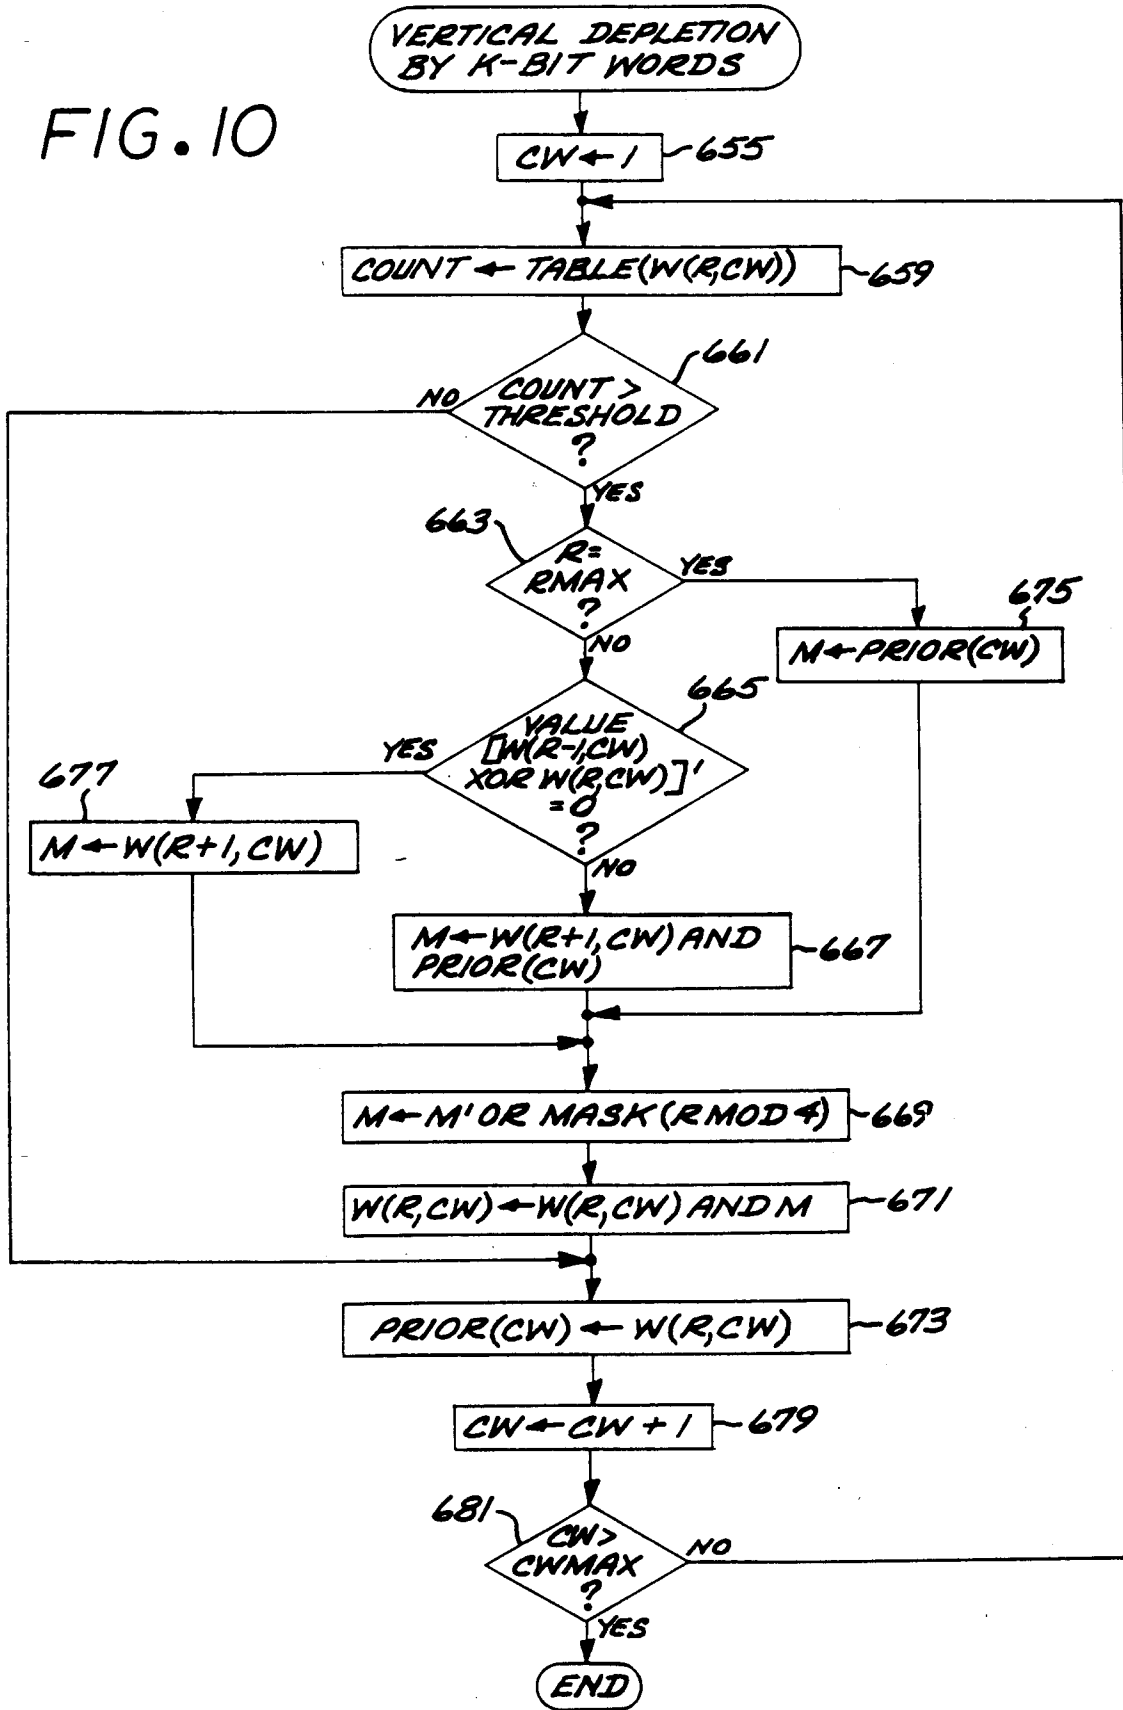 VERTICAL DEPLETION
BY K-BIT WORDS
FIG. 10
CW ← 1
655
COUNT ← TABLE(W(R,CW))
659
661
NO
COUNT >
THRESHOLD
?
YES
663
R=
RMAX
?
YES
675
M←PRIOR(CW)
NO
665
VALUE
[W(R-1,CW)
XOR W(R,CW)]'
=0
?
YES
677
M←W(R+1,CW)
NO
M←W(R+1,CW) AND
PRIOR(CW)
667
M←M' OR MASK (RMOD 4)
669
W(R,CW)←W(R,CW) AND M
671
PRIOR(CW) ← W(R,CW)
673
CW←CW + 1
679
681
CW>
CWMAX
?
NO
YES
END